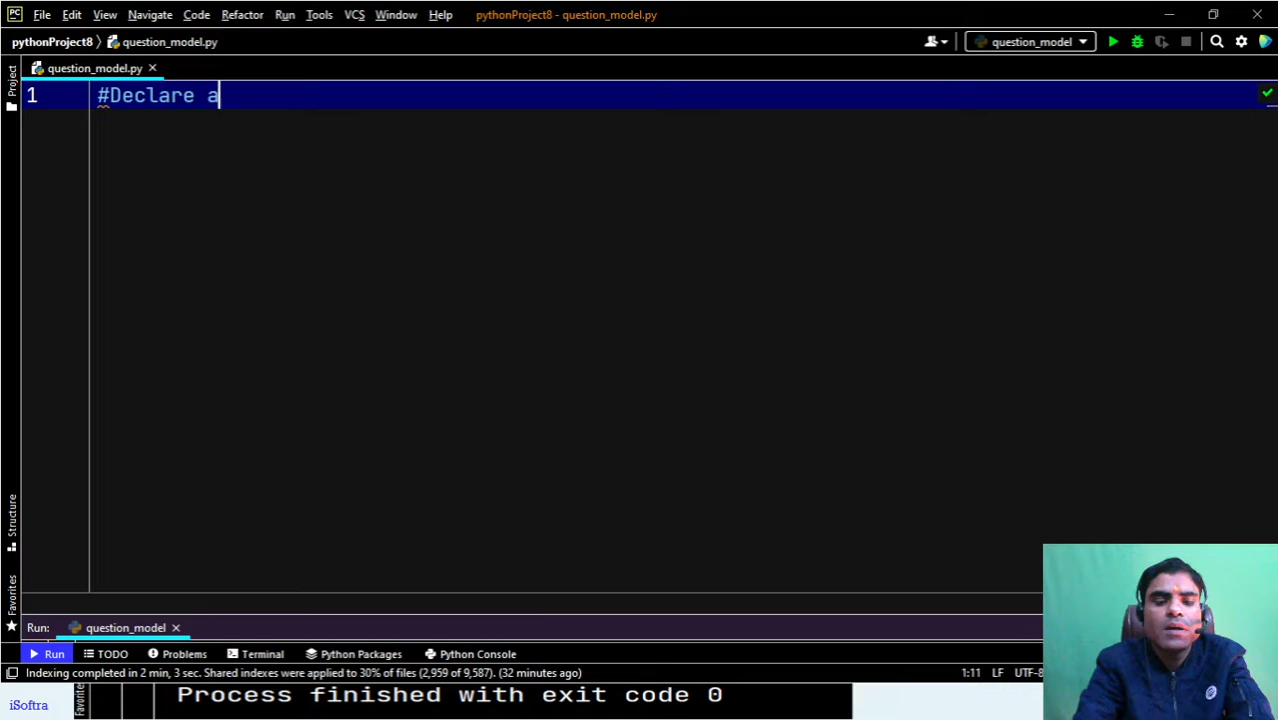 PC File Edit View Navigate Code Refactor Run Tools VCS Window Help pythonProject8 - question_model.py
pythonProject8 question_model.py question_model
question_model.py
Project
1 #Declare a
Structure
Favorites
Run: question_model
Run TODO Problems Terminal Python Packages Python Console
Indexing completed in 2 min, 3 sec. Shared indexes were applied to 30% of files (2,959 of 9,587). (32 minutes ago) 1:11 LF UTF-8
iSoftra Process finished with exit code 0